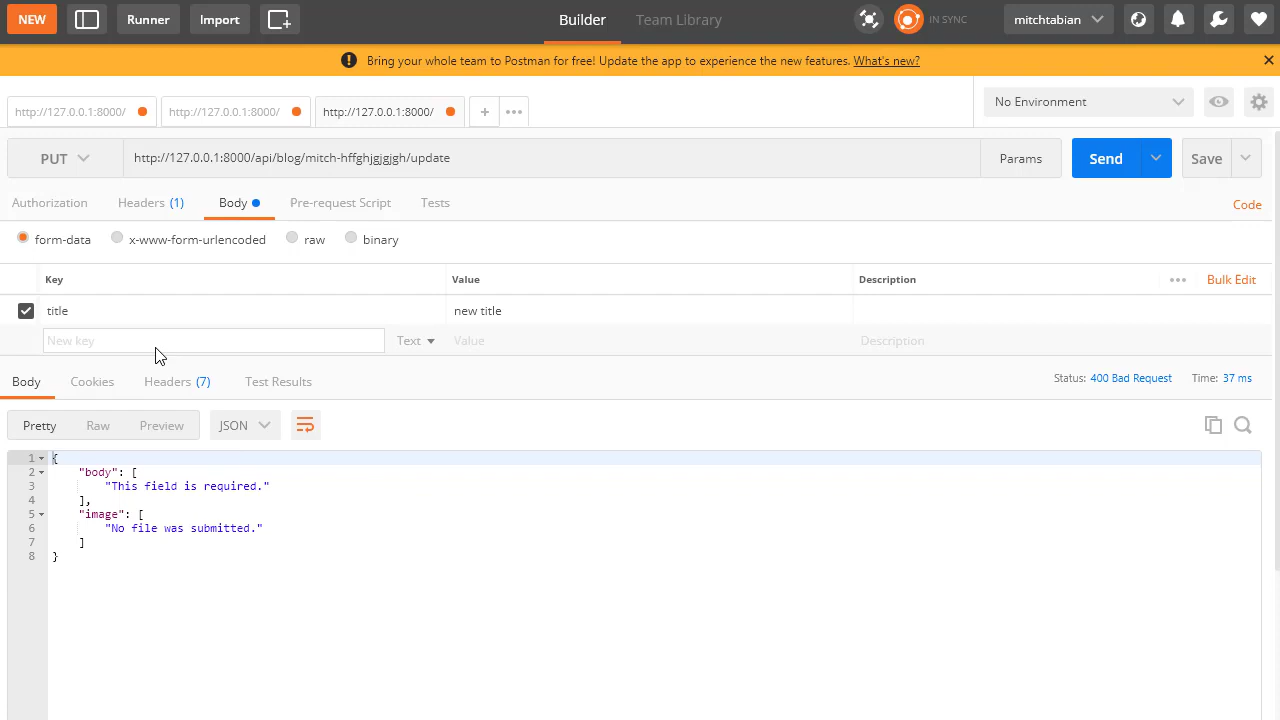 NEW
Runner
Import
Builder
Team Library
IN SYNC
mitchtabian
Bring your whole team to Postman for free! Update the app to experience the new features. What's new?
http://127.0.0.1:8000/
http://127.0.0.1:8000/
http://127.0.0.1:8000/
No Environment
PUT
http://127.0.0.1:8000/api/blog/mitch-hffghjgjgjgh/update
Params
Send
Save
Authorization
Headers (1)
Body
Pre-request Script
Tests
Code
form-data
x-www-form-urlencoded
raw
binary
Key
Value
Description
Bulk Edit
title
new title
New key
Text
Value
Description
Body
Cookies
Headers (7)
Test Results
Status: 400 Bad Request
Time: 37 ms
Pretty
Raw
Preview
JSON
1 {
2 "body": [
3 "This field is required."
4 ],
5 "image": [
6 "No file was submitted."
7 ]
8 }